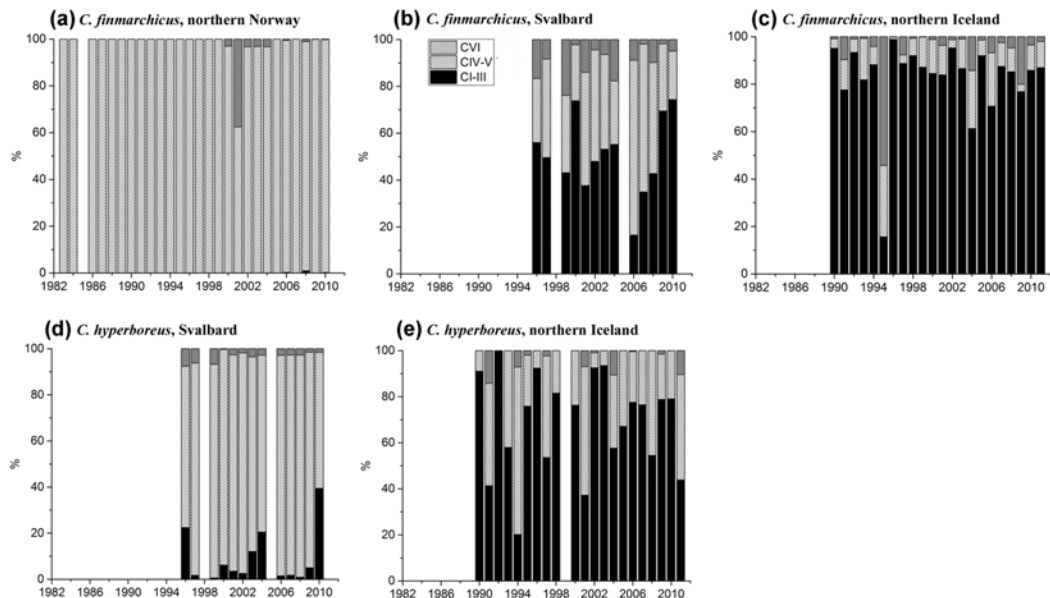 (a) C. finmarchicus, northern Norway
100
80
60
40
20
0
%
1982 1986 1990 1994 1998 2002 2006 2010
(b) C. finmarchicus, Svalbard
CVI
CIV-V
CI-III
100
80
60
40
20
0
%
1982 1986 1990 1994 1998 2002 2006 2010
(c) C. finmarchicus, northern Iceland
100
80
60
40
20
0
%
1982 1986 1990 1994 1998 2002 2006 2010
(d) C. hyperboreus, Svalbard
100
80
60
40
20
0
%
1982 1986 1990 1994 1998 2002 2006 2010
(e) C. hyperboreus, northern Iceland
100
80
60
40
20
0
%
1982 1986 1990 1994 1998 2002 2006 2010